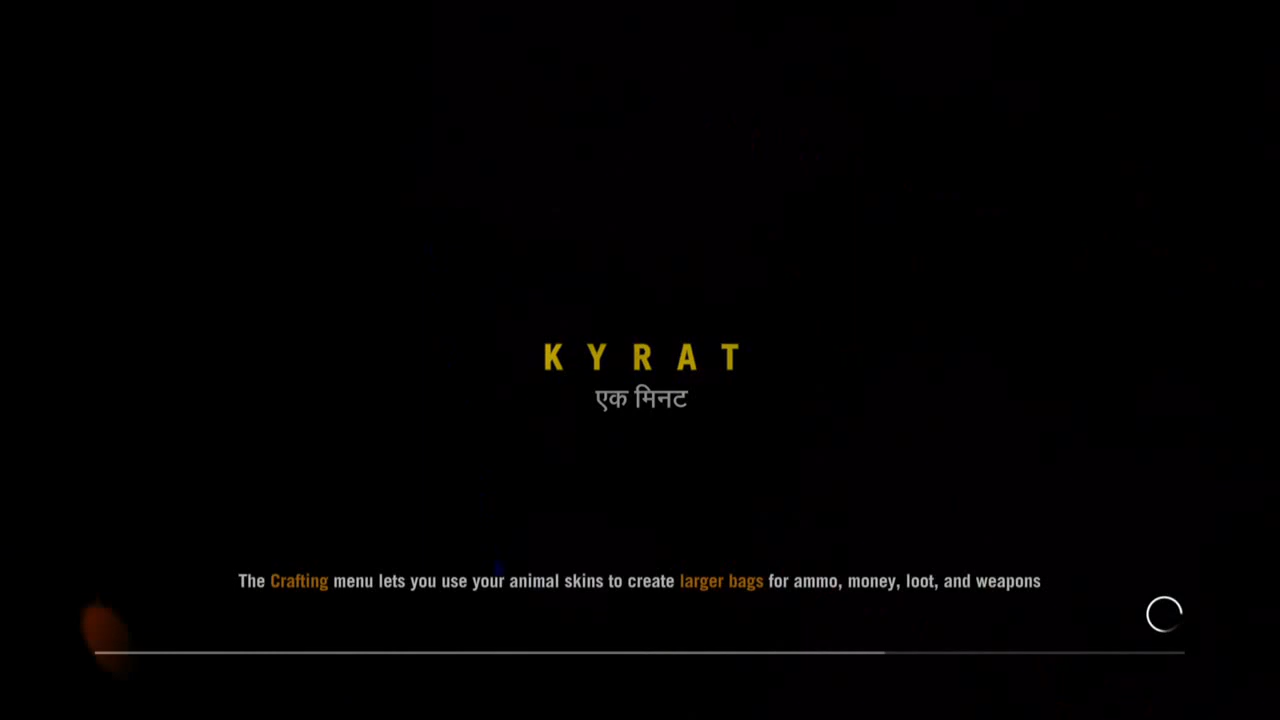 KYRAT
एक मिनट
The Crafting menu lets you use your animal skins to create larger bags for ammo, money, loot, and weapons